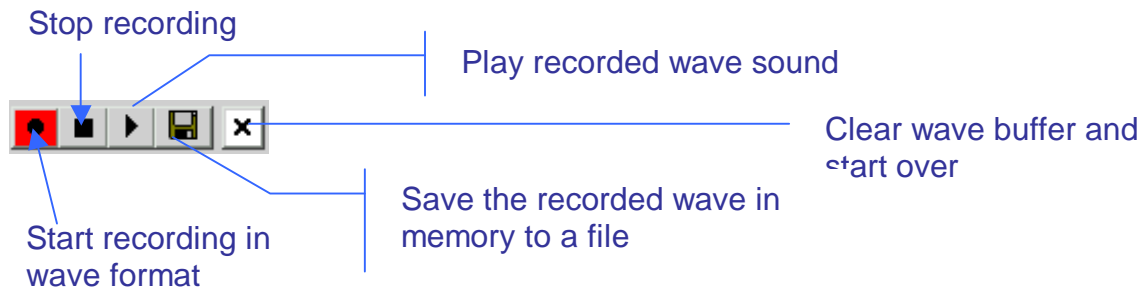 Stop recording
Play recorded wave sound
Clear wave buffer and
start over
Save the recorded wave in
memory to a file
Start recording in
wave format